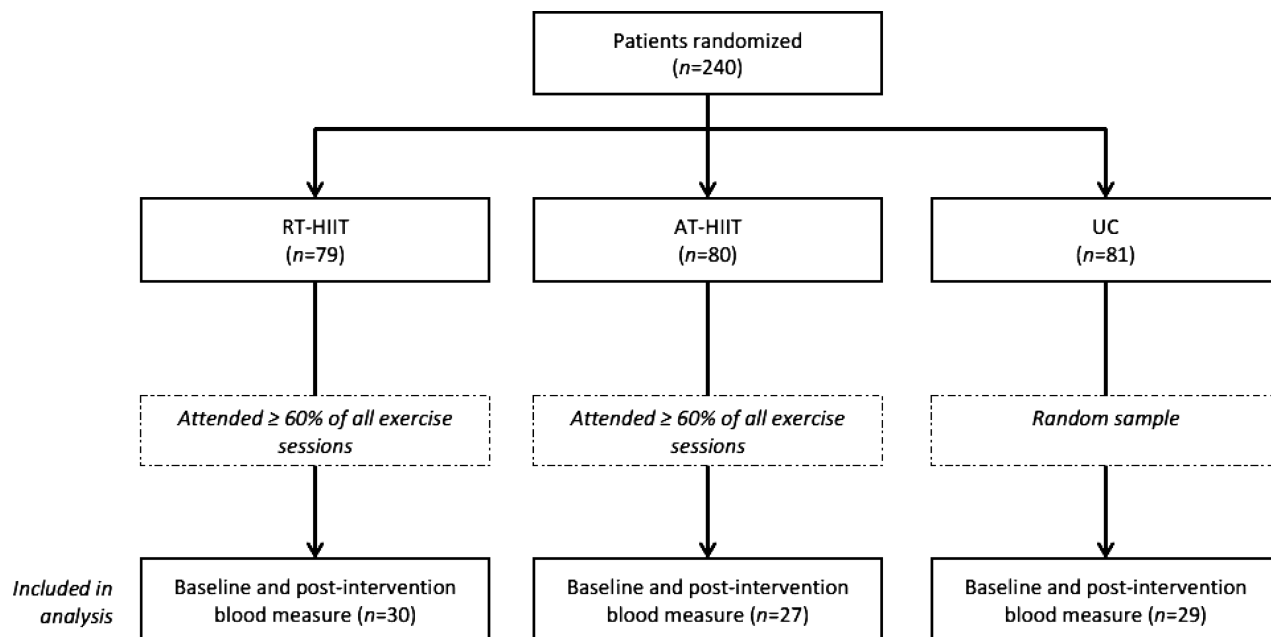 Patients randomized
(n=240)
RT-HIIT
(n=79)
AT-HIIT
(n=80)
UC
(n=81)
Attended ≥ 60% of all exercise
sessions
Attended ≥ 60% of all exercise
sessions
Random sample
Included in
analysis
Baseline and post-intervention
blood measure (n=30)
Baseline and post-intervention
blood measure (n=27)
Baseline and post-intervention
blood measure (n=29)